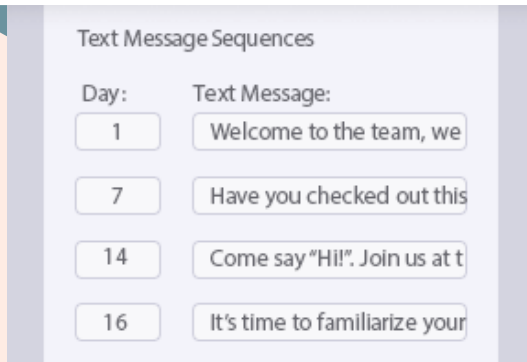 Text Message Sequences
Day: Text Message:
1 Welcome to the team, we
7 Have you checked out this
14 Come say “Hi!”. Join us at t
16 It’s time to familiarize your